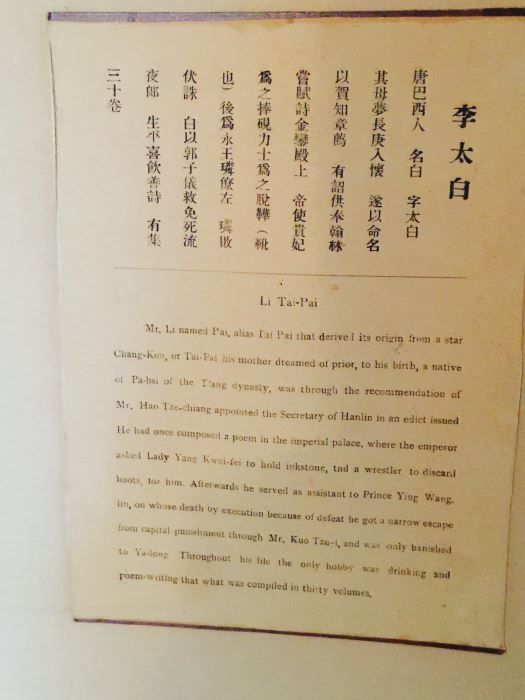 李太白
唐巴西人 名白 字太白
其母夢長庚入懷 遂以命名
以賀知章薦 有詔供奉翰林
嘗賦詩金鑾殿上 帝使貴妃
爲之捧硯力士爲之脫鞾（靴
也）後爲永王璘僚左 璘敗
伏誅 白以郭子儀救免死流
夜郎 生平喜飲善詩 有集
三十卷
Li Tai-Pai
Mr. Li named Pai, alias Tai Pai that derived its origin from a star
Chang-Ken, or Tai-Pai his mother dreamed of prior, to his birth, a native
of Pa-hsi of the T'ang dynasty, was through the recommendation of
Mr. Hao Tze-chiang appointed the Secretary of Hanlin in an edict issued
He had once composed a poem in the imperial palace, where the emperor
asked Lady Yang Kwei-fei to hold inkstone, tnd a wrestler to discard
boots, for him. Afterwards he served as assistant to Prince Ying Wang.
lin, on whose death by execution because of defeat he got a narrow escape
from capital punishment through Mr. Kuo Tzu-i, and was only banished
to Ya-long Throughout his life the only hobby was drinking and
poem-writing that what was compiled in thirty volumes.